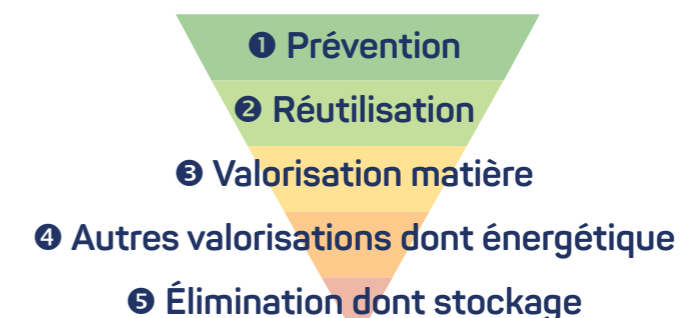 ❶ Prévention
❷ Réutilisation
❸ Valorisation matière
❹ Autres valorisations dont énergétique
❺ Élimination dont stockage